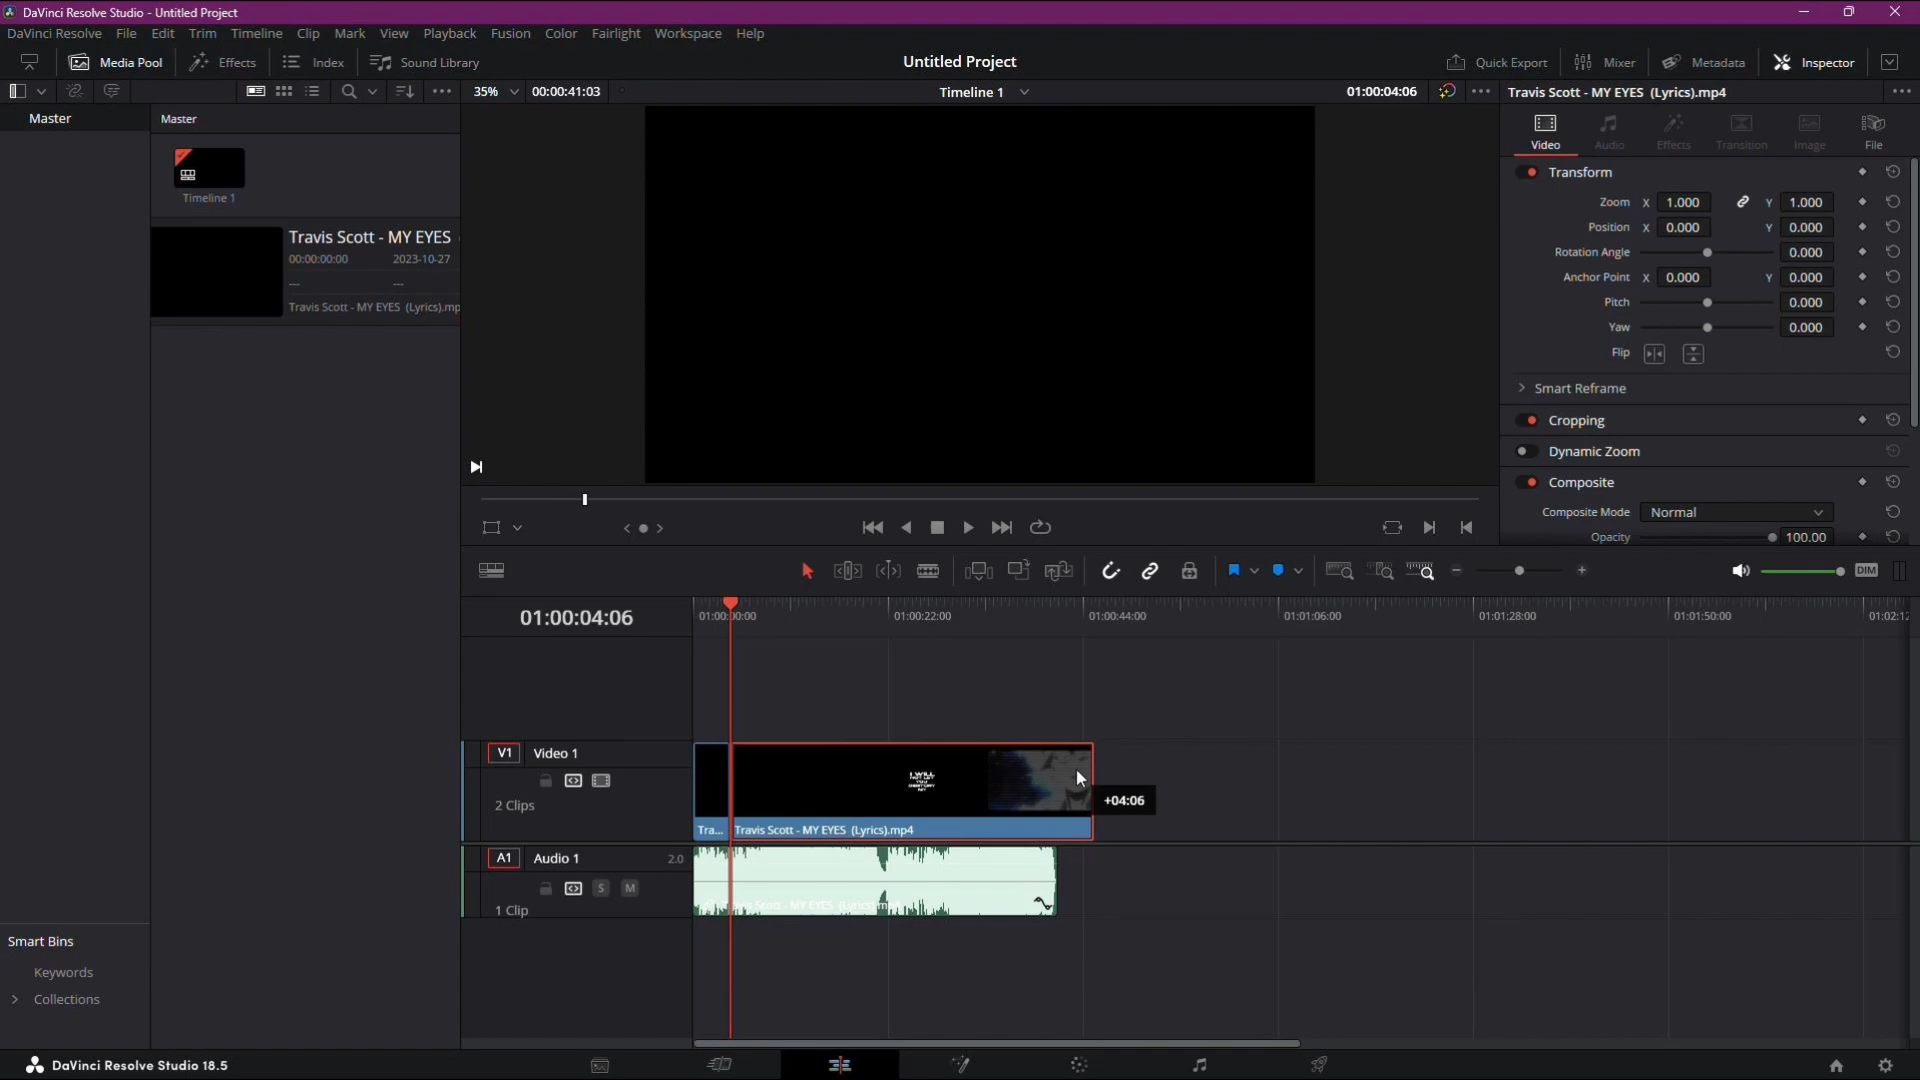 DaVinci Resolve Studio - Untitled Project
DaVinci Resolve File Edit Trim Timeline Clip Mark View Playback Fusion Color Fairlight Workspace Help
Media Pool Effects Index Sound Library Untitled Project Quick Export Mixer Metadata Inspector
35% 00:00:41:03 Timeline 1 01:00:04:06 Travis Scott - MY EYES (Lyrics).mp4
Master Master
Video Audio Effects Transition Image File
Timeline 1
Travis Scott - MY EYES
00:00:00:00 2023-10-27
Travis Scott - MY EYES (Lyrics).mp
Transform
Zoom X 1.000 Y 1.000
Position X 0.000 Y 0.000
Rotation Angle 0.000
Anchor Point X 0.000 Y 0.000
Pitch 0.000
Yaw 0.000
Flip
Smart Reframe
Cropping
Dynamic Zoom
Composite
Composite Mode Normal
Opacity 100.00
DIM
01:00:04:06 01:00:00:00 01:00:22:00 01:00:44:00 01:01:06:00 01:01:28:00 01:01:50:00 01:02:12
V1 Video 1
2 Clips
I WILL
+04:06
Tra... Travis Scott - MY EYES (Lyrics).mp4
A1 Audio 1 2.0
S M
1 Clip
Smart Bins
Keywords
Collections
DaVinci Resolve Studio 18.5